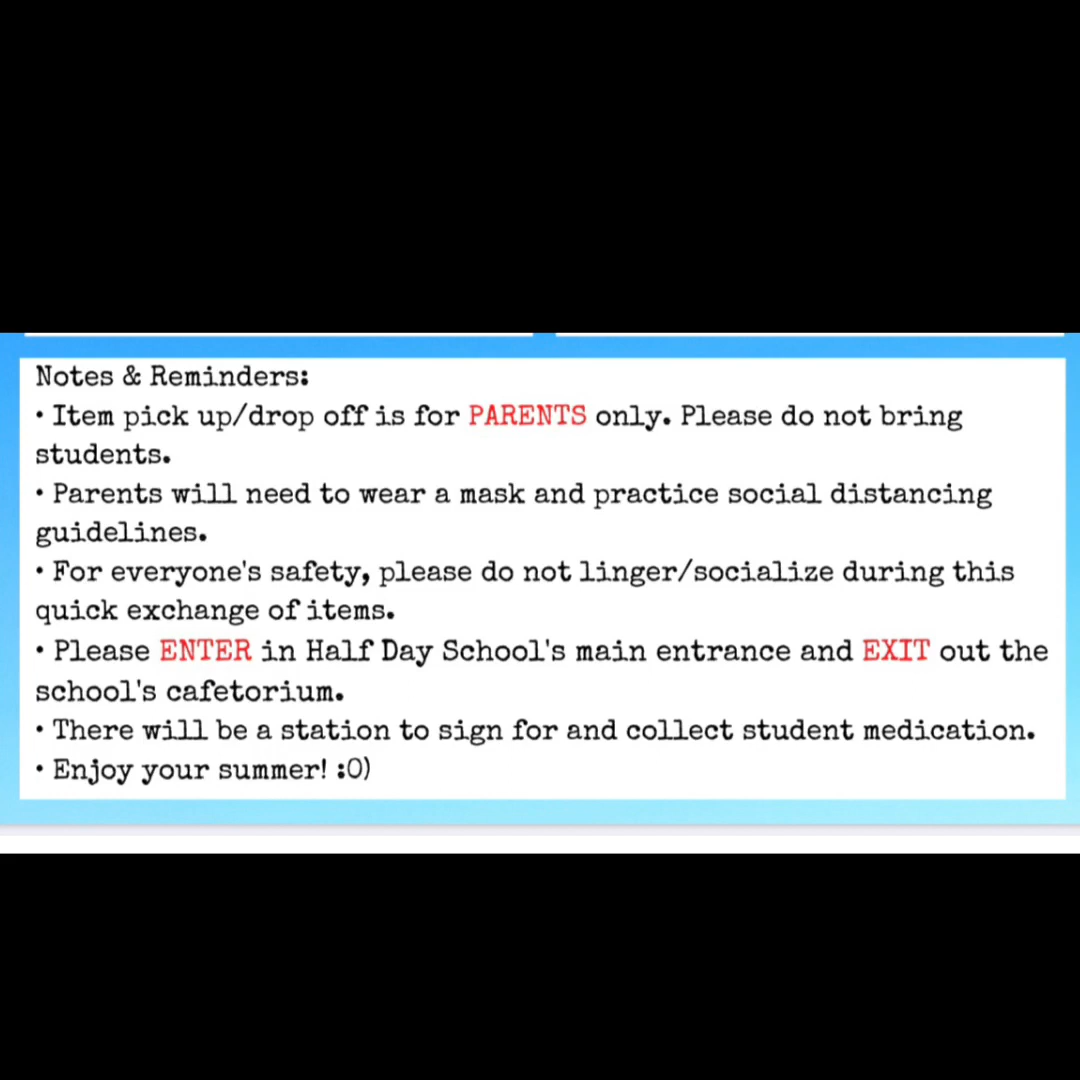 Notes & Reminders:
• Item pick up/drop off is for PARENTS only. Please do not bring
students.
• Parents will need to wear a mask and practice social distancing
guidelines.
• For everyone's safety, please do not linger/socialize during this
quick exchange of items.
• Please ENTER in Half Day School's main entrance and EXIT out the
school's cafetorium.
• There will be a station to sign for and collect student medication.
• Enjoy your summer! :O)